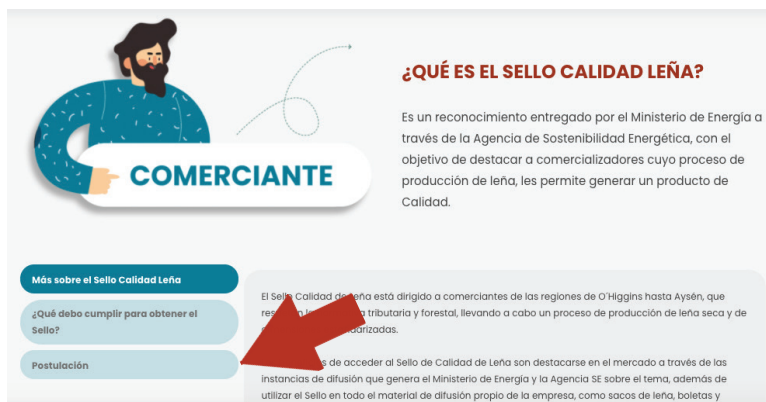 ¿QUÉ ES EL SELLO CALIDAD LEÑA?
Es un reconocimiento entregado por el Ministerio de Energía a
través de la Agencia de Sostenibilidad Energética, con el
objetivo de destacar a comercializadores cuyo proceso de
producción de leña, les permite generar un producto de
Calidad.
COMERCIANTE
Más sobre el Sello Calidad Leña
¿Qué debo cumplir para obtener el
Sello?
Postulación
El Sello Calidad de Leña está dirigido a comerciantes de las regiones de O'Higgins hasta Aysén, que
tributaria y forestal, llevando a cabo un proceso de producción de leña seca y de
de acceder al Sello de Calidad de Leña son destacarse en el mercado a través de las
instancias de difusión que genera el Ministerio de Energía y la Agencia SE sobre el tema, además de
utilizar el Sello en todo el material de difusión propio de la empresa, como sacos de leña, boletas y